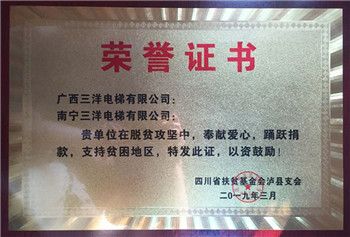 荣誉证书
广西三洋电梯有限公司：
南宁三洋电梯有限公司：
贵单位在脱贫攻坚中，奉献爱心，踊跃捐
款，支持贫困地区，特发此证，以资鼓励！
四川省扶贫基金会泸县支会
二〇一九年三月